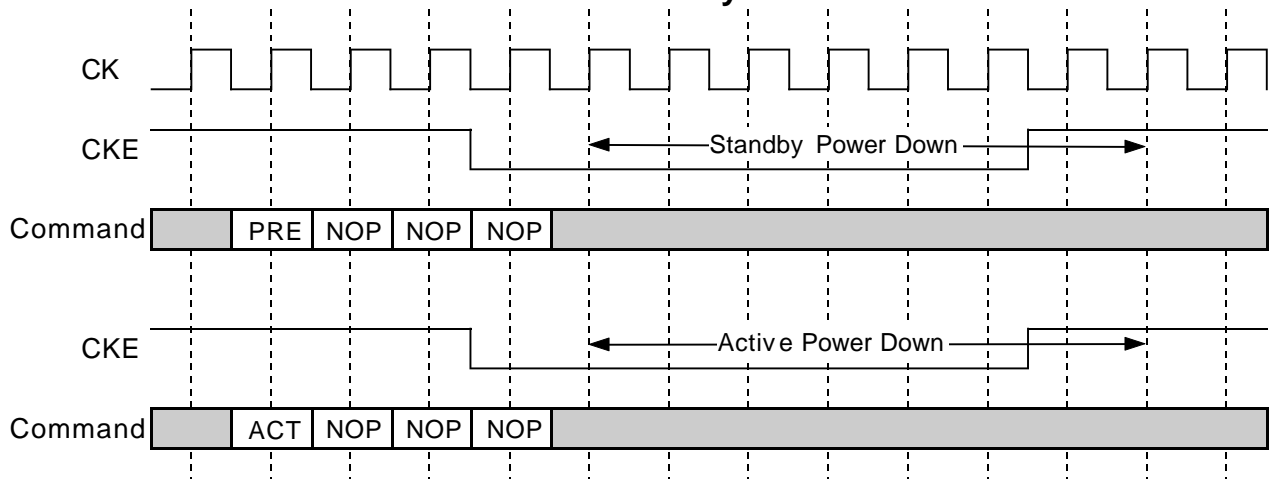 CK
CKE
Standby Power Down
Command PRE NOP NOP NOP
CKE
Active Power Down
Command ACT NOP NOP NOP